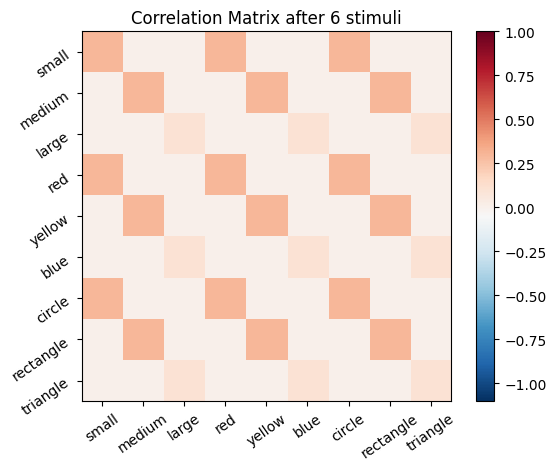 Correlation Matrix after 6 stimuli
small
medium
large
red
yellow
blue
circle
rectangle
triangle
small
medium
large
red
yellow
blue
circle
rectangle
triangle
1.00
0.75
0.50
0.25
0.00
−0.25
−0.50
−0.75
−1.00